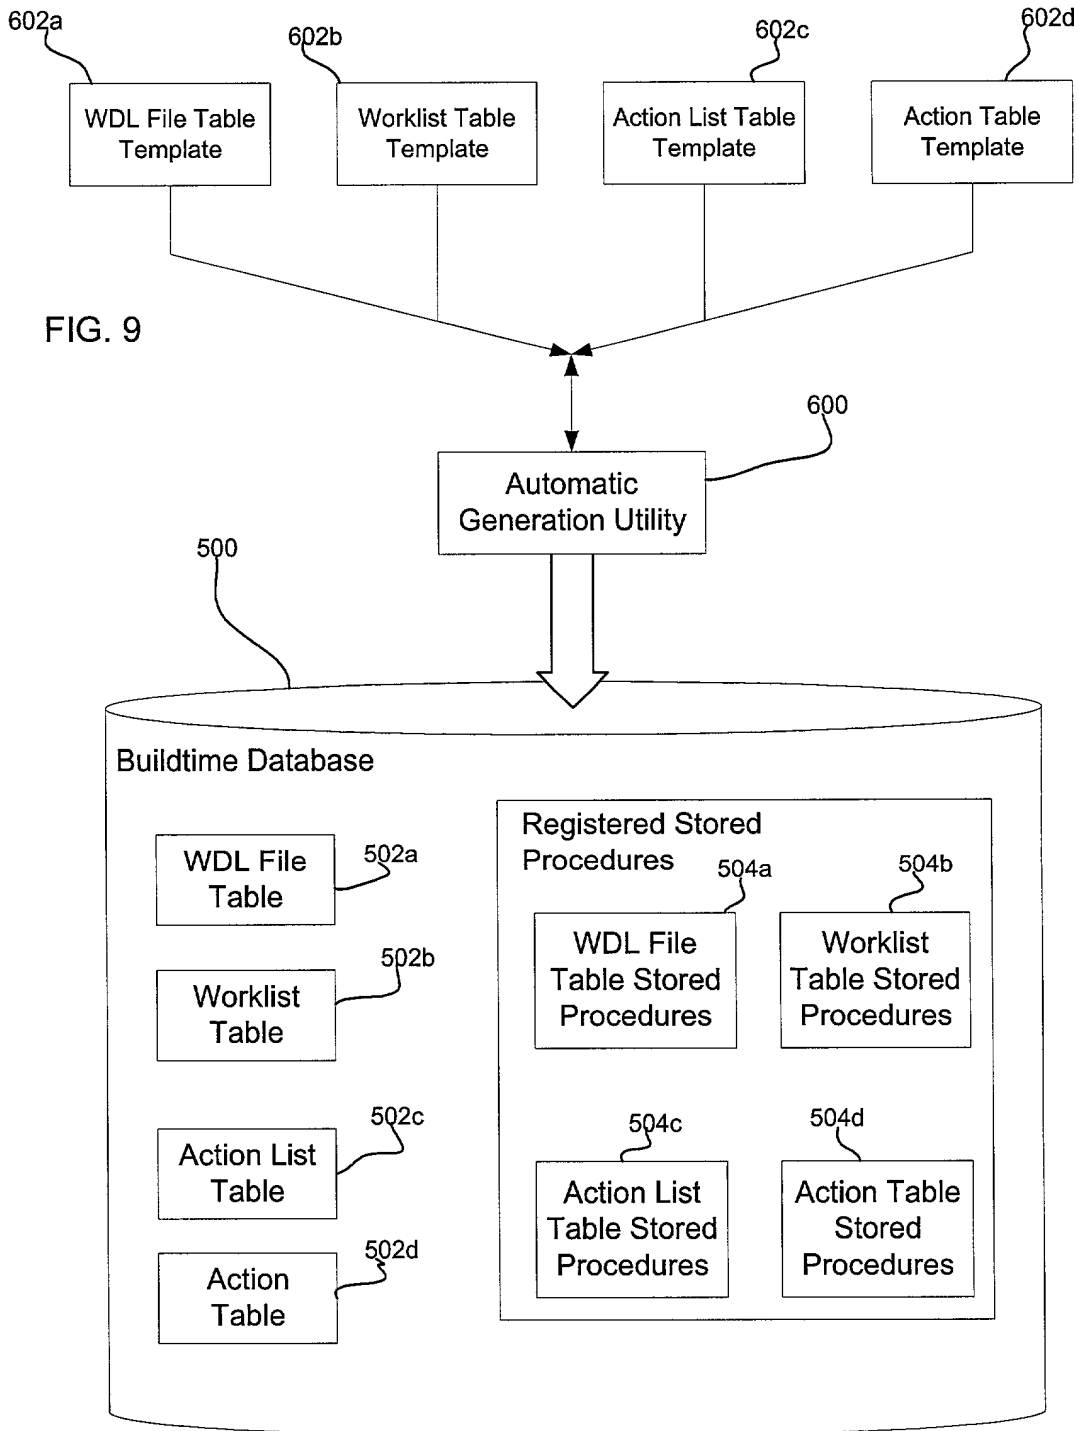 602a
602b
602c
602d
WDL File Table
Template
Worklist Table
Template
Action List Table
Template
Action Table
Template
FIG. 9
600
Automatic
Generation Utility
500
Buildtime Database
WDL File
Table
502a
Worklist
Table
502b
Action List
Table
502c
Action
Table
502d
Registered Stored
Procedures
504a
504b
WDL File
Table Stored
Procedures
Worklist
Table Stored
Procedures
504c
504d
Action List
Table Stored
Procedures
Action Table
Stored
Procedures